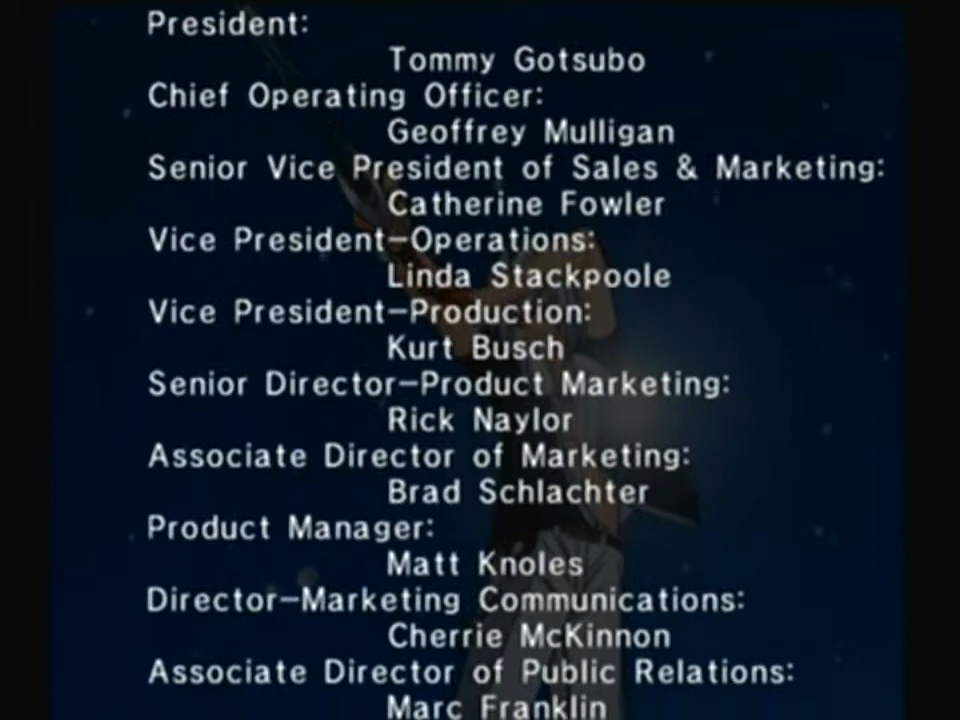 President:
Tommy Gotsubo
Chief Operating Officer:
Geoffrey Mulligan
Senior Vice President of Sales & Marketing:
Catherine Fowler
Vice President-Operations:
Linda Stackpoole
Vice President-Production:
Kurt Busch
Senior Director-Product Marketing:
Rick Naylor
Associate Director of Marketing:
Brad Schlachter
Product Manager:
Matt Knoles
Director-Marketing Communications:
Cherrie McKinnon
Associate Director of Public Relations:
Marc Franklin